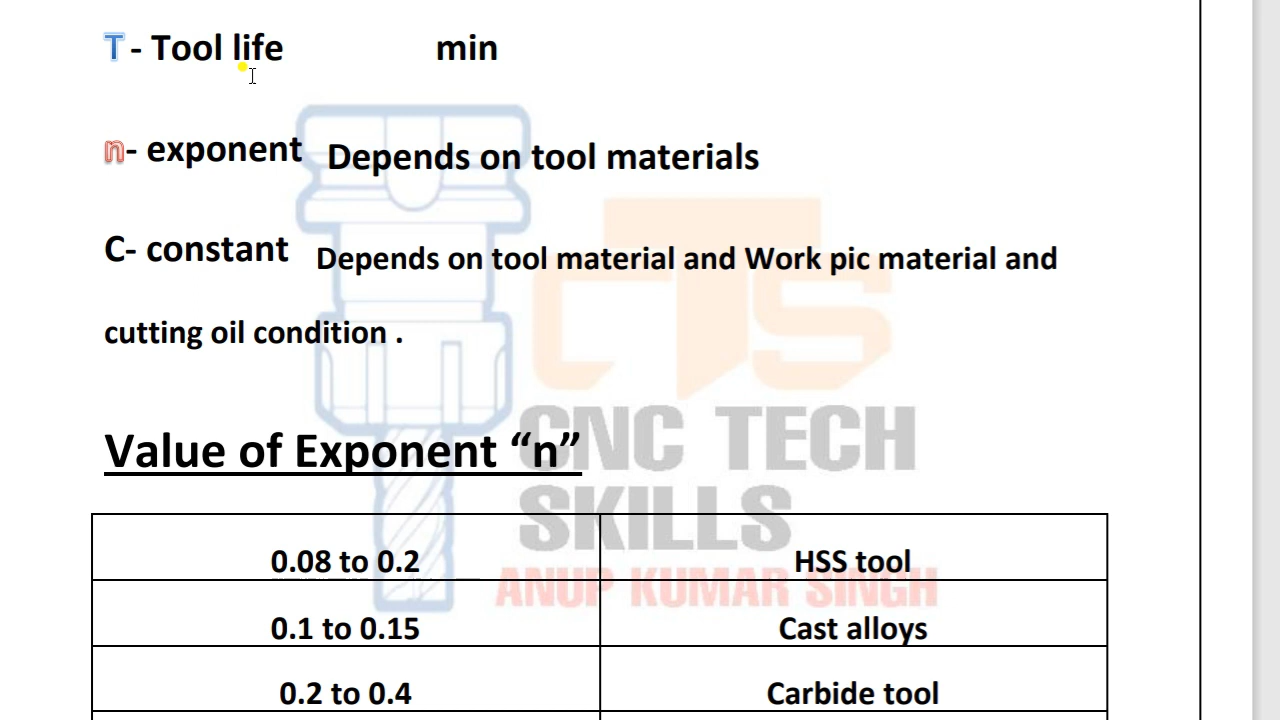 T - Tool life min
n- exponent Depends on tool materials
C- constant Depends on tool material and Work pic material and
cutting oil condition .
CTS
CNC TECH
SKILLS
ANUP KUMAR SINGH
Value of Exponent “n”
0.08 to 0.2 HSS tool
0.1 to 0.15 Cast alloys
0.2 to 0.4 Carbide tool